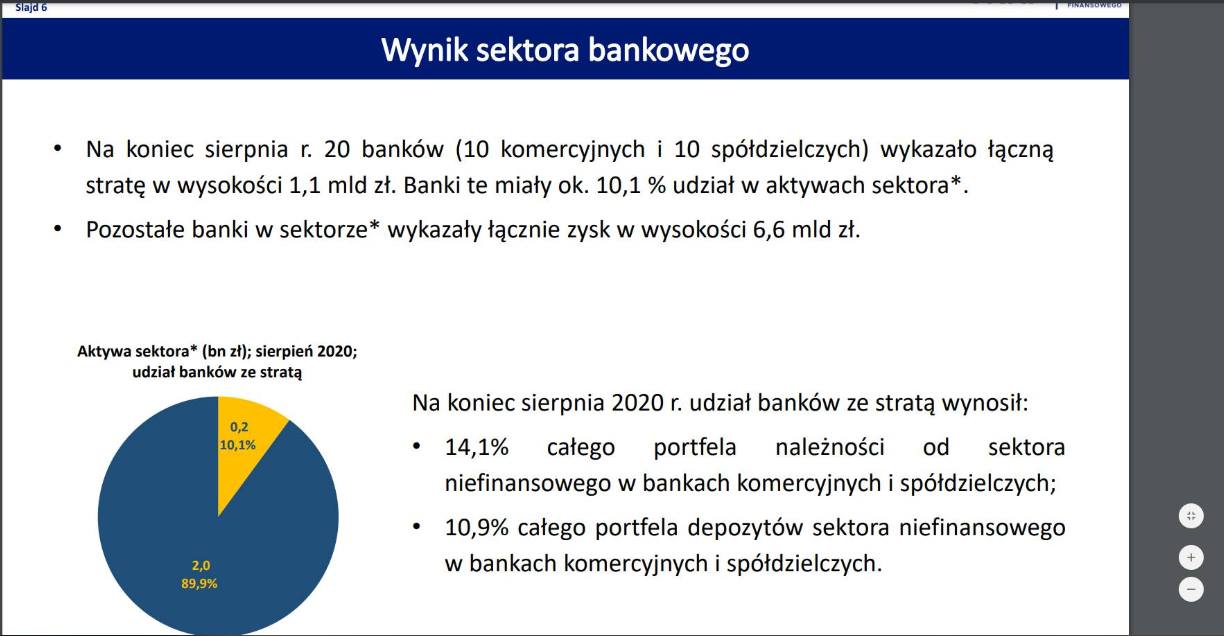 Slajd 6
FINANSOWEGO
Wynik sektora bankowego
• Na koniec sierpnia r. 20 banków (10 komercyjnych i 10 spółdzielczych) wykazało łączną
stratę w wysokości 1,1 mld zł. Banki te miały ok. 10,1 % udział w aktywach sektora*.
• Pozostałe banki w sektorze* wykazały łącznie zysk w wysokości 6,6 mld zł.
Aktywa sektora* (bn zł); sierpień 2020;
udział banków ze stratą
0,2
10,1%
2,0
89,9%
Na koniec sierpnia 2020 r. udział banków ze stratą wynosił:
• 14,1% całego portfela należności od sektora
niefinansowego w bankach komercyjnych i spółdzielczych;
• 10,9% całego portfela depozytów sektora niefinansowego
w bankach komercyjnych i spółdzielczych.